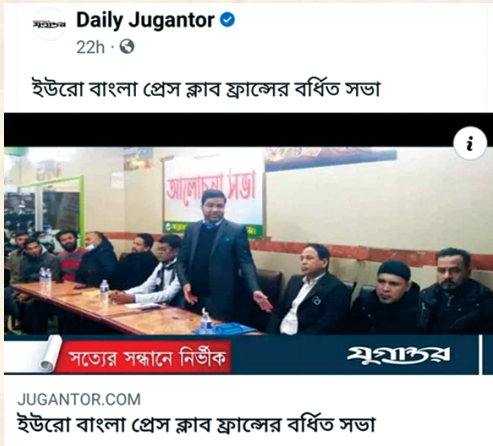 Daily Jugantor
22h
ইউরো বাংলা প্রেস ক্লাব ফ্রান্সের বর্ধিত সভা
আলোচনা সভা
সত্যের সন্ধানে নির্ভীক
যুগান্তর
JUGANTOR.COM
ইউরো বাংলা প্রেস ক্লাব ফ্রান্সের বর্ধিত সভা